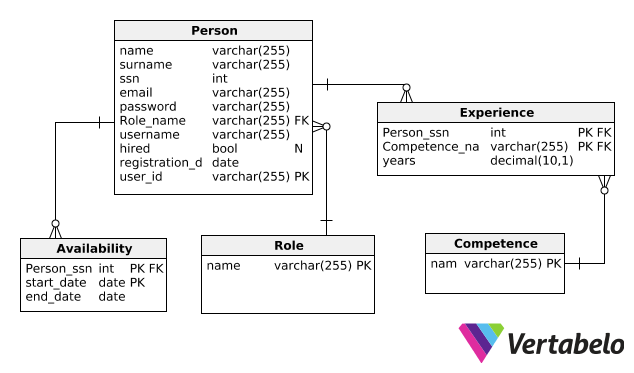 Person
name varchar(255)
surname varchar(255)
ssn int
email varchar(255)
password varchar(255)
Role_name varchar(255) FK
username varchar(255)
hired bool N
registration_d date
user_id varchar(255) PK
Experience
Person_ssn int PK FK
Competence_na varchar(255) PK FK
years decimal(10,1)
Availability
Person_ssn int PK FK
start_date date PK
end_date date
Role
name varchar(255) PK
Competence
nam varchar(255) PK
Vertabelo